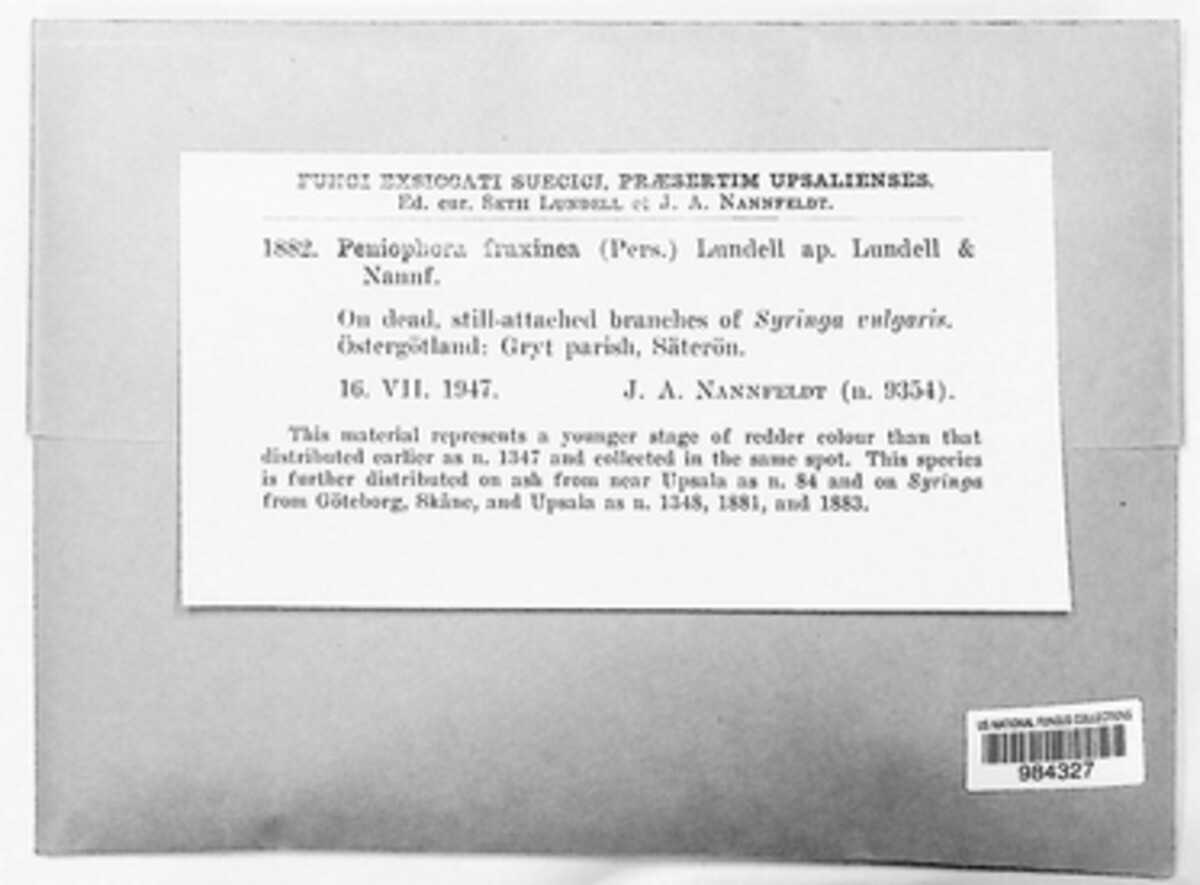 FUNGI EXSICCATI SUECICI, PRÆSERTIM UPSALIENSES.
Ed. cur. SETH LUNDELL et J. A. NANNFELDT.
1882. Peniophora fraxinea (Pers.) Lundell ap. Lundell &
Nannf.
On dead, still-attached branches of Syringa vulgaris.
Östergötland: Gryt parish, Säterön.
16. VII. 1947. J. A. NANNFELDT (n. 9354).
This material represents a younger stage of redder colour than that
distributed earlier as n. 1347 and collected in the same spot. This species
is further distributed on ash from near Upsala as n. 84 and on Syringa
from Göteborg, Skåne, and Upsala as n. 1348, 1881, and 1883.
US NATIONAL FUNGUS COLLECTIONS
984327